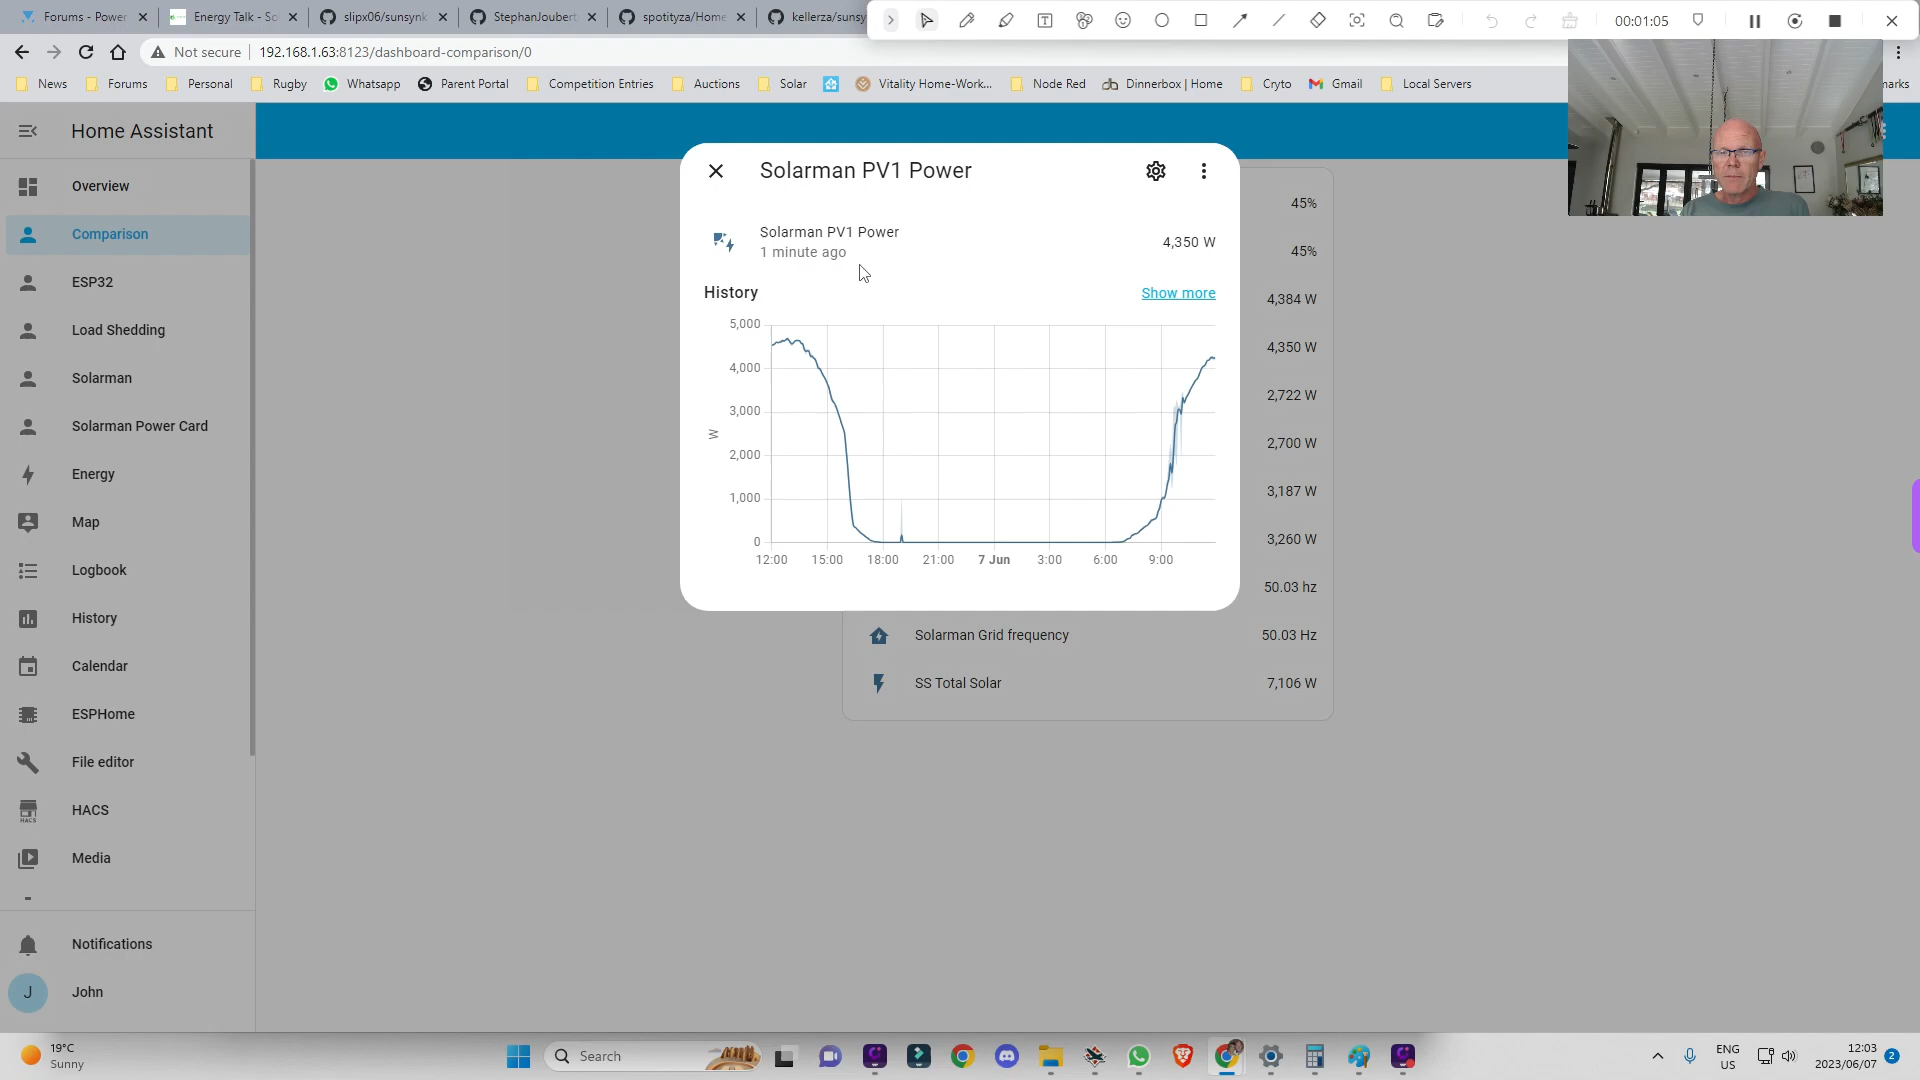 Forums - Power
Energy Talk - So
slipx06/sunsynk
StephanJoubert
spotityza/Home
kellerza/sunsy
00:01:05
Not secure
192.168.1.63:8123/dashboard-comparison/0
News
Forums
Personal
Rugby
Whatsapp
Parent Portal
Competition Entries
Auctions
Solar
Vitality Home-Work...
Node Red
Dinnerbox | Home
Cryto
Gmail
Local Servers
marks
Home Assistant
Overview
Comparison
ESP32
Load Shedding
Solarman
Solarman Power Card
Energy
Map
Logbook
History
Calendar
ESPHome
File editor
HACS
HACS
Media
Notifications
J
John
Solarman PV1 Power
Solarman PV1 Power
1 minute ago
4,350 W
History
Show more
5,000
4,000
3,000
W
2,000
1,000
0
12:00
15:00
18:00
21:00
7 Jun
3:00
6:00
9:00
45%
45%
4,384 W
4,350 W
2,722 W
2,700 W
3,187 W
3,260 W
50.03 hz
Solarman Grid frequency
50.03 Hz
SS Total Solar
7,106 W
19°C
Sunny
Search
ENG
US
12:03
2023/06/07
2